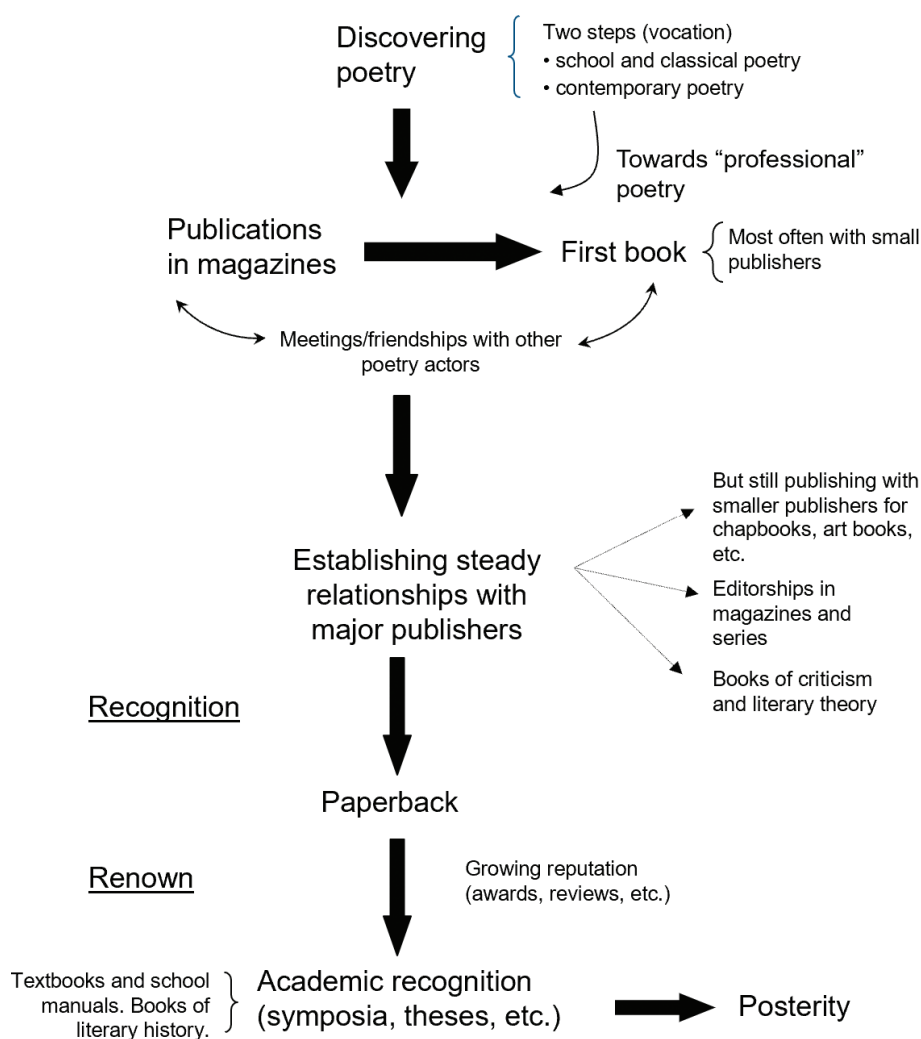 Discovering
poetry
Two steps (vocation)
• school and classical poetry
• contemporary poetry
Towards “professional”
poetry
Publications
in magazines
First book
Most often with small
publishers
Meetings/friendships with other
poetry actors
But still publishing with
smaller publishers for
chapbooks, art books,
etc.
Establishing steady
relationships with
major publishers
Editorships in
magazines and
series
Books of criticism
and literary theory
Recognition
Paperback
Renown
Growing reputation
(awards, reviews, etc.)
Textbooks and school
manuals. Books of
literary history.
Academic recognition
(symposia, theses, etc.)
Posterity